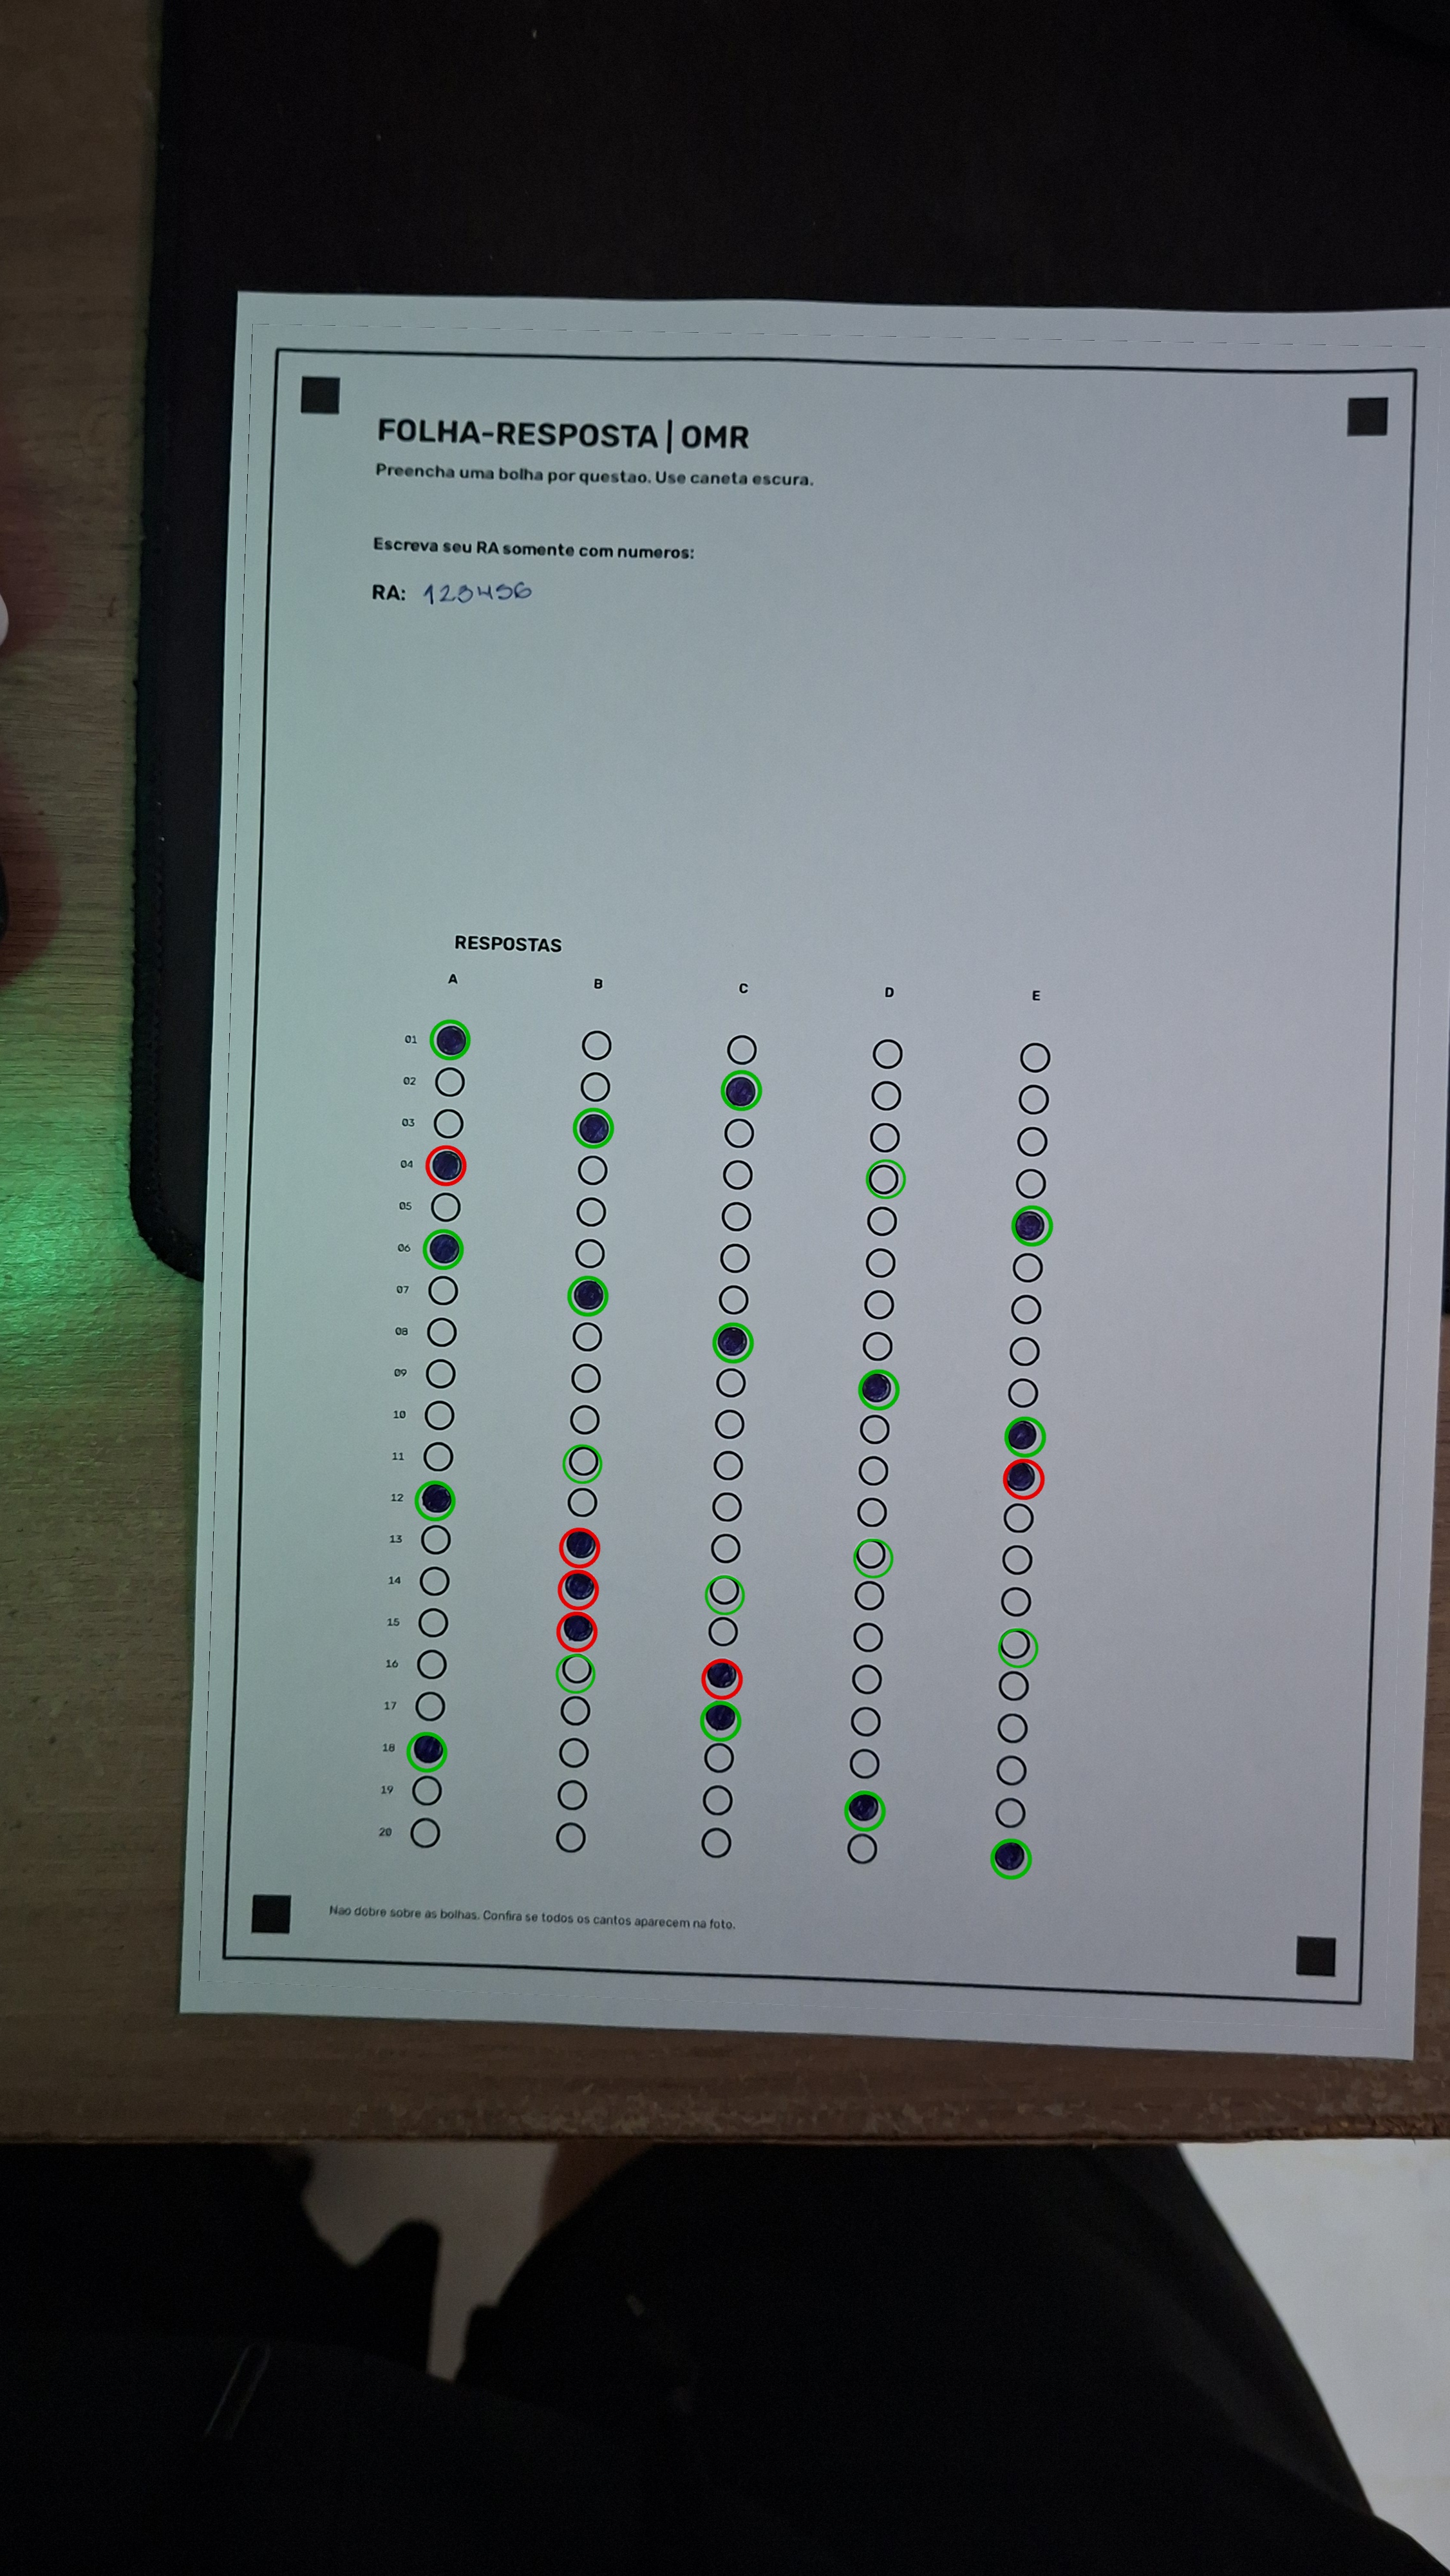 FOLHA-RESPOSTA | OMR
Preencha uma bolha por questao. Use caneta escura.
Escreva seu RA somente com numeros:
RA: 123456
RESPOSTAS
A B C D E
01
02
03
04
05
06
07
08
09
10
11
12
13
14
15
16
17
18
19
20
Nao dobre sobre as bolhas. Confira se todos os cantos aparecem na foto.